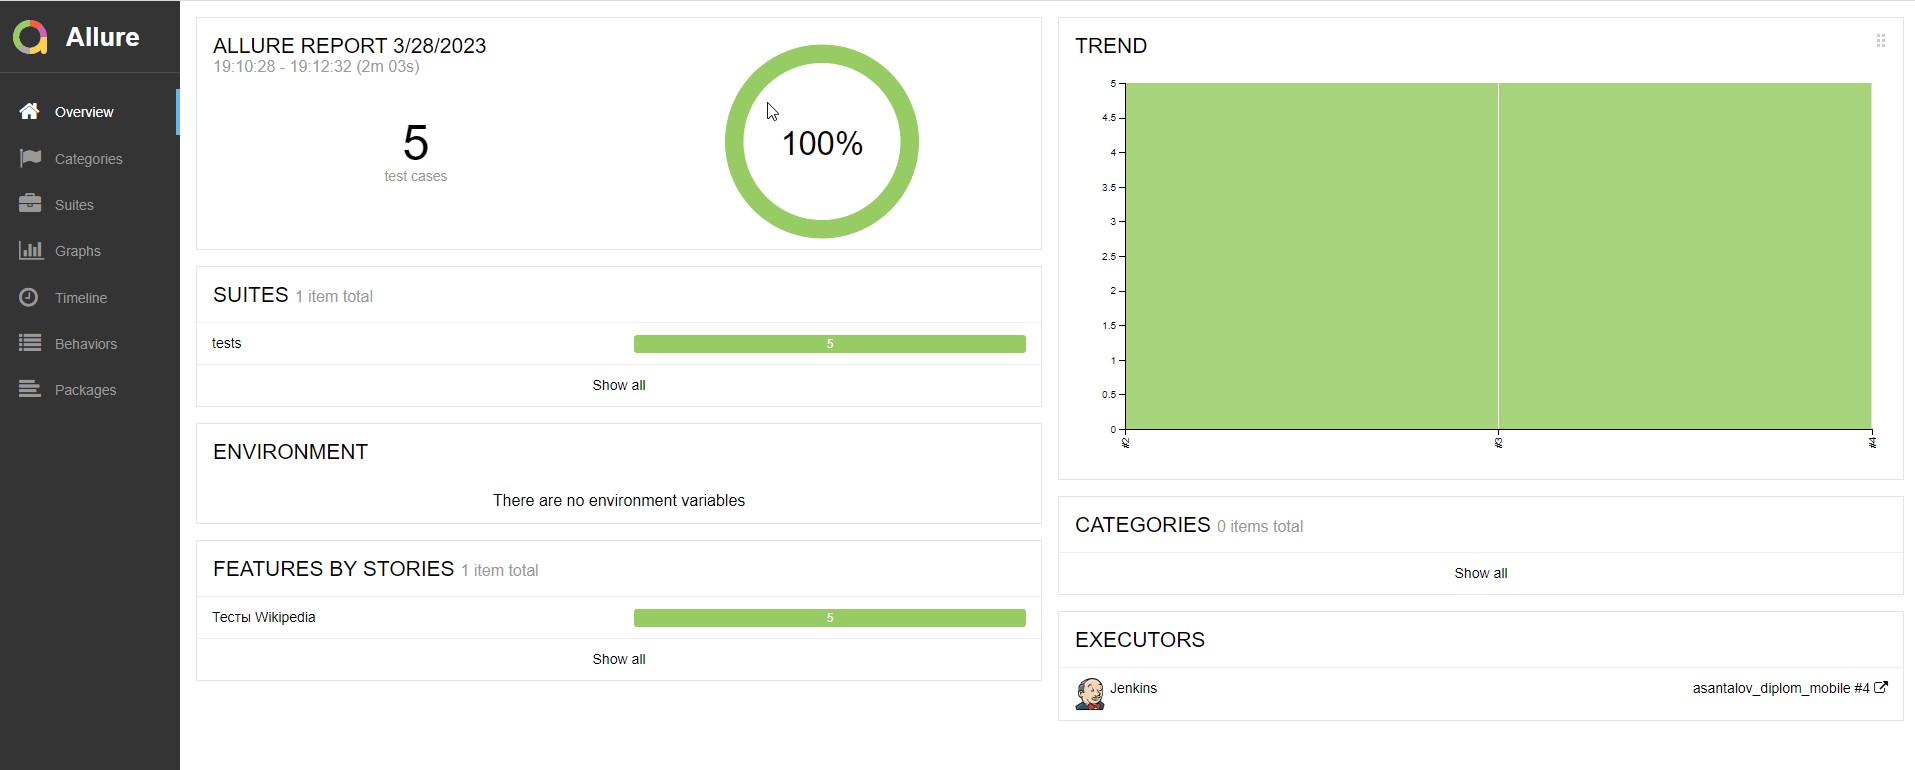 Allure
Overview
Categories
Suites
Graphs
Timeline
Behaviors
Packages
ALLURE REPORT 3/28/2023
19:10:28 - 19:12:32 (2m 03s)
5
test cases
100%
SUITES 1 item total
tests 5
Show all
ENVIRONMENT
There are no environment variables
FEATURES BY STORIES 1 item total
Тесты Wikipedia 5
Show all
TREND
5
4.5
4
3.5
3
2.5
2
1.5
1
0.5
0
#2 #3 #4
CATEGORIES 0 items total
Show all
EXECUTORS
Jenkins asantalov_diplom_mobile #4